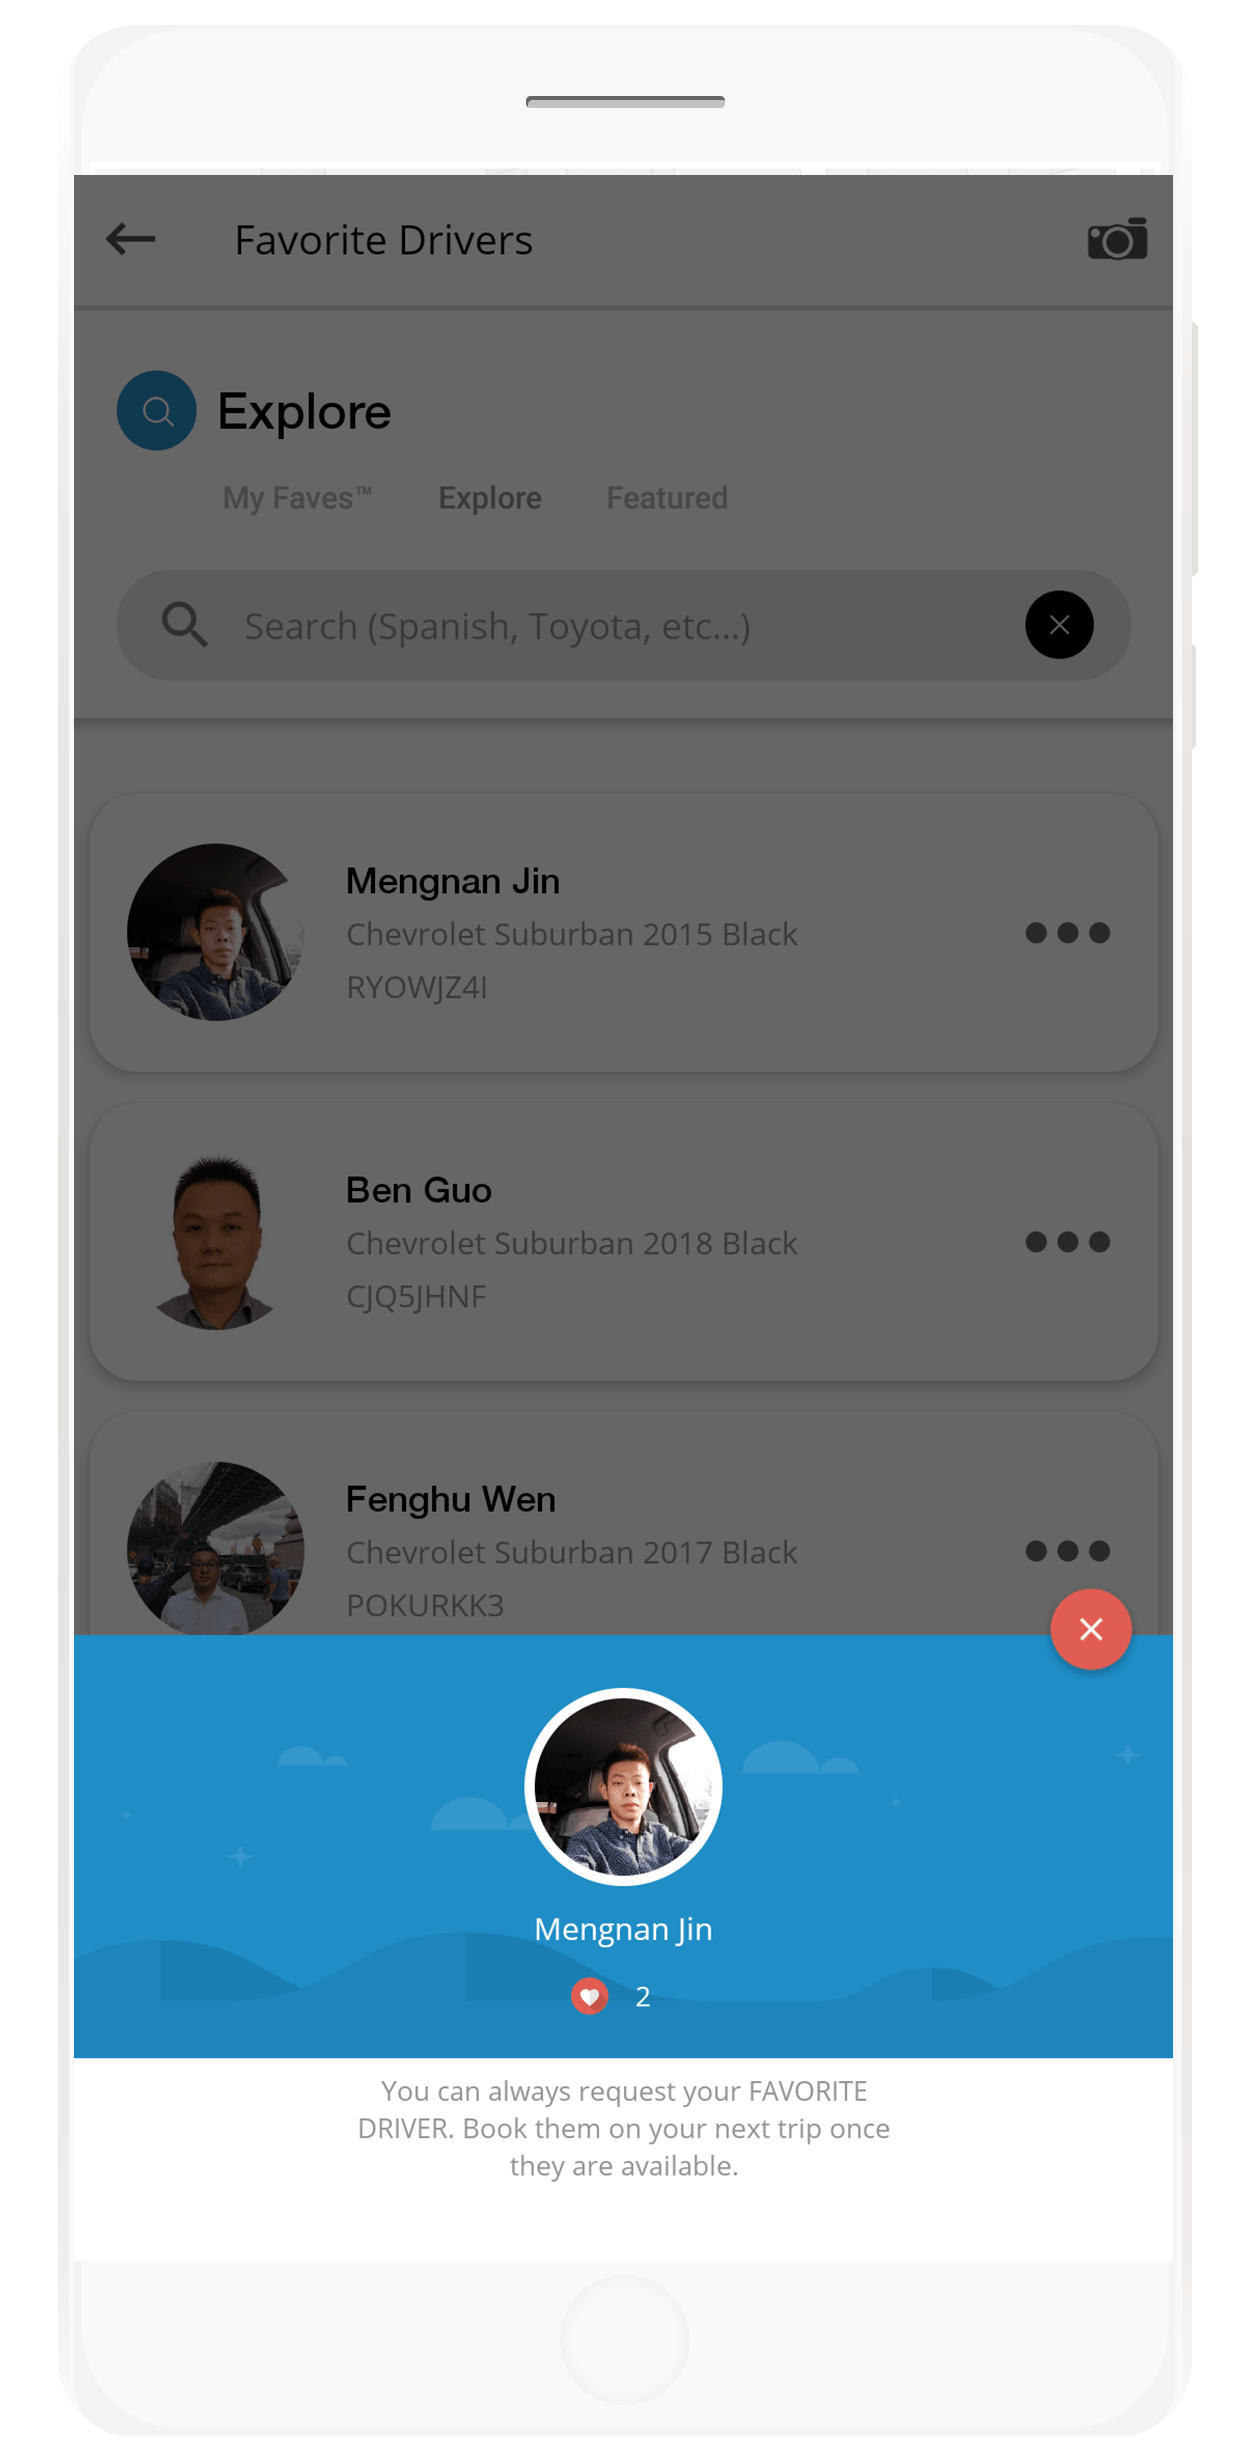 Favorite Drivers
Explore
My Faves™ Explore Featured
Search (Spanish, Toyota, etc...)
Mengnan Jin
Chevrolet Suburban 2015 Black
RYOWJZ4I
Ben Guo
Chevrolet Suburban 2018 Black
CJQ5JHNF
Fenghu Wen
Chevrolet Suburban 2017 Black
POKURKK3
Mengnan Jin
2
You can always request your FAVORITE
DRIVER. Book them on your next trip once
they are available.